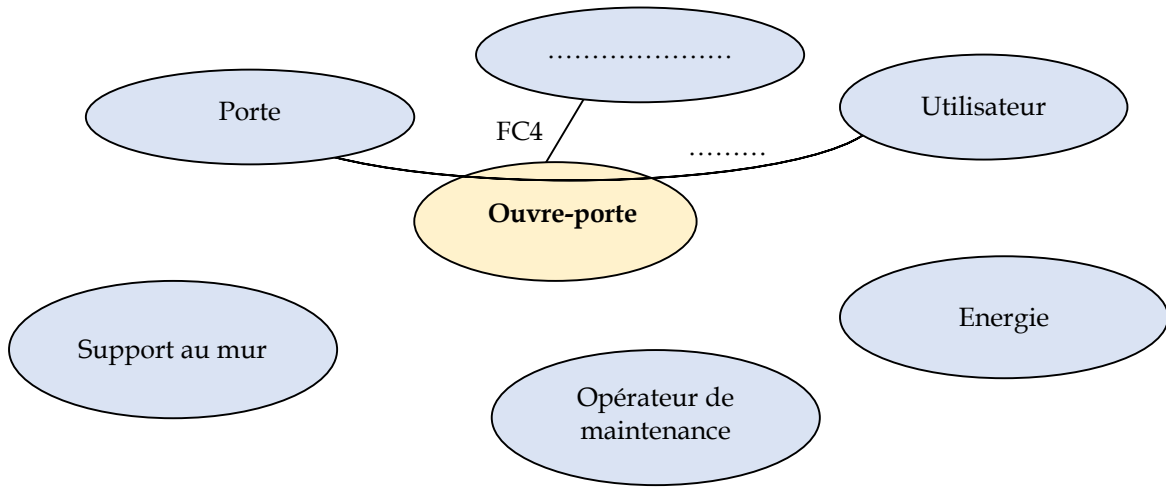 .....................
Porte
Utilisateur
FC4
.........
Ouvre-porte
Energie
Support au mur
Opérateur de
maintenance